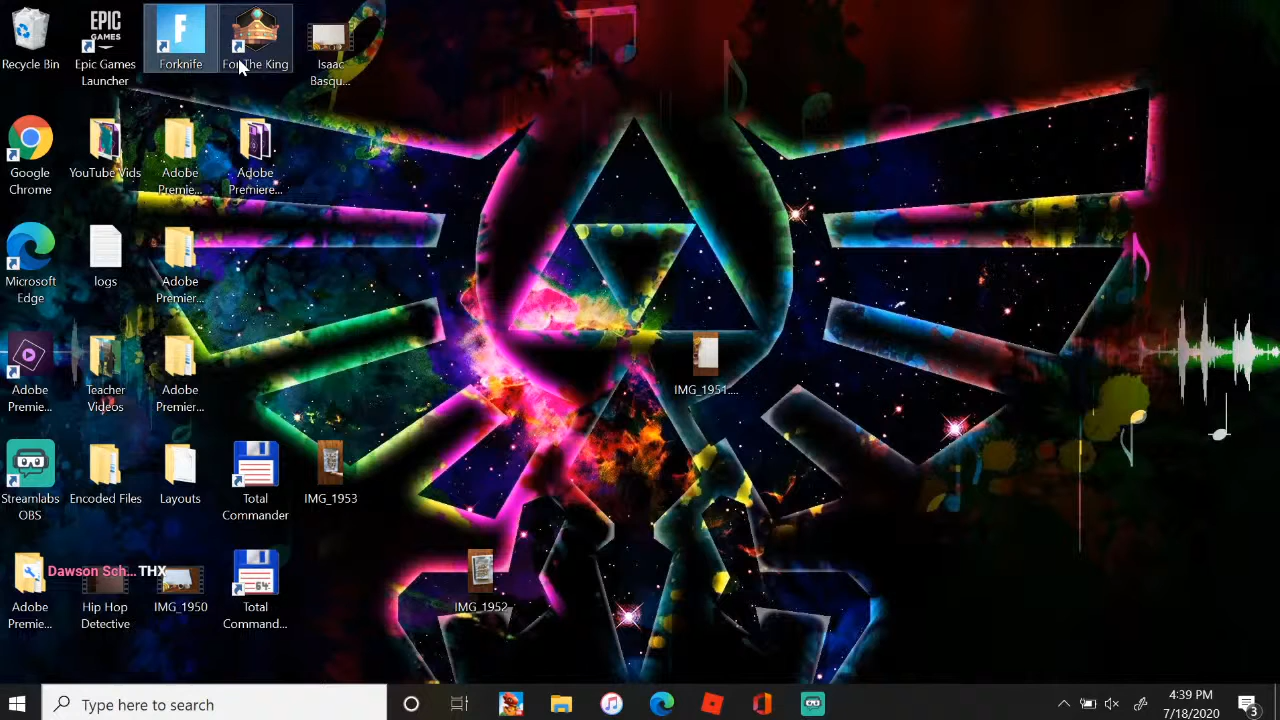 Recycle Bin
EPIC GAMES
Epic Games Launcher
F
Forknife
For The King
Isaac Basqu...
Google Chrome
YouTube Vids
Adobe Premie...
Adobe Premiere...
Microsoft Edge
logs
Adobe Premier...
Adobe Premie...
Teacher Videos
Adobe Premier...
IMG_1951....
Streamlabs OBS
Encoded Files
Layouts
Total Commander
IMG_1953
Dawson Sch... THX
Adobe Premie...
Hip Hop Detective
IMG_1950
64
Total Command...
IMG_1952
Type here to search
4:39 PM
7/18/2020
3